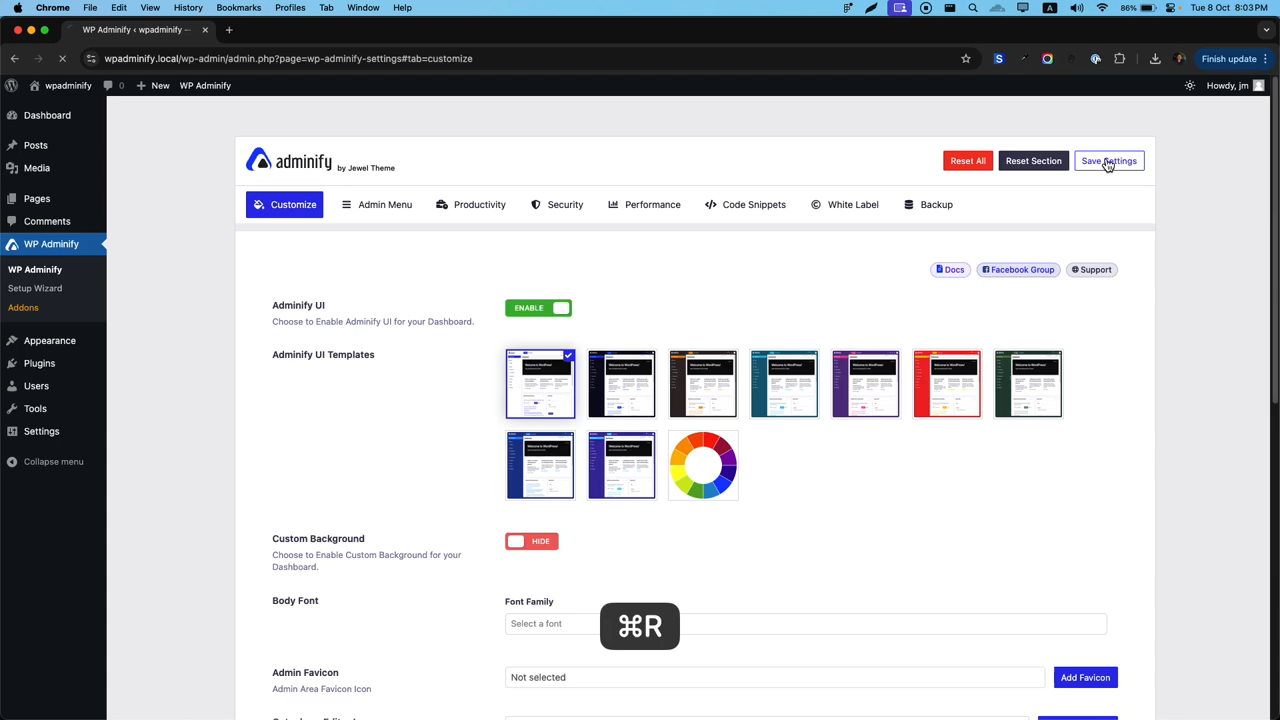 Chrome File Edit View History Bookmarks Profiles Tab Window Help A 86% Tue 8 Oct 8:03PM
WP Adminify ‹ wpadminify —
wpadminify.local/wp-admin/admin.php?page=wp-adminify-settings#tab=customize
Finish update
wpadminify 0 New WP Adminify
Howdy, jm
Dashboard
Posts
Media
Pages
Comments
WP Adminify
WP Adminify
Setup Wizard
Addons
Appearance
Plugins
Users
Tools
Settings
Collapse menu
adminify by Jewel Theme
Reset All Reset Section Save Settings
Customize Admin Menu Productivity Security Performance Code Snippets White Label Backup
Docs Facebook Group Support
Adminify UI
Choose to Enable Adminify UI for your Dashboard.
ENABLE
Adminify UI Templates
Custom Background
Choose to Enable Custom Background for your
Dashboard.
HIDE
Body Font
Font Family
Select a font
⌘R
Admin Favicon
Admin Area Favicon Icon
Not selected
Add Favicon